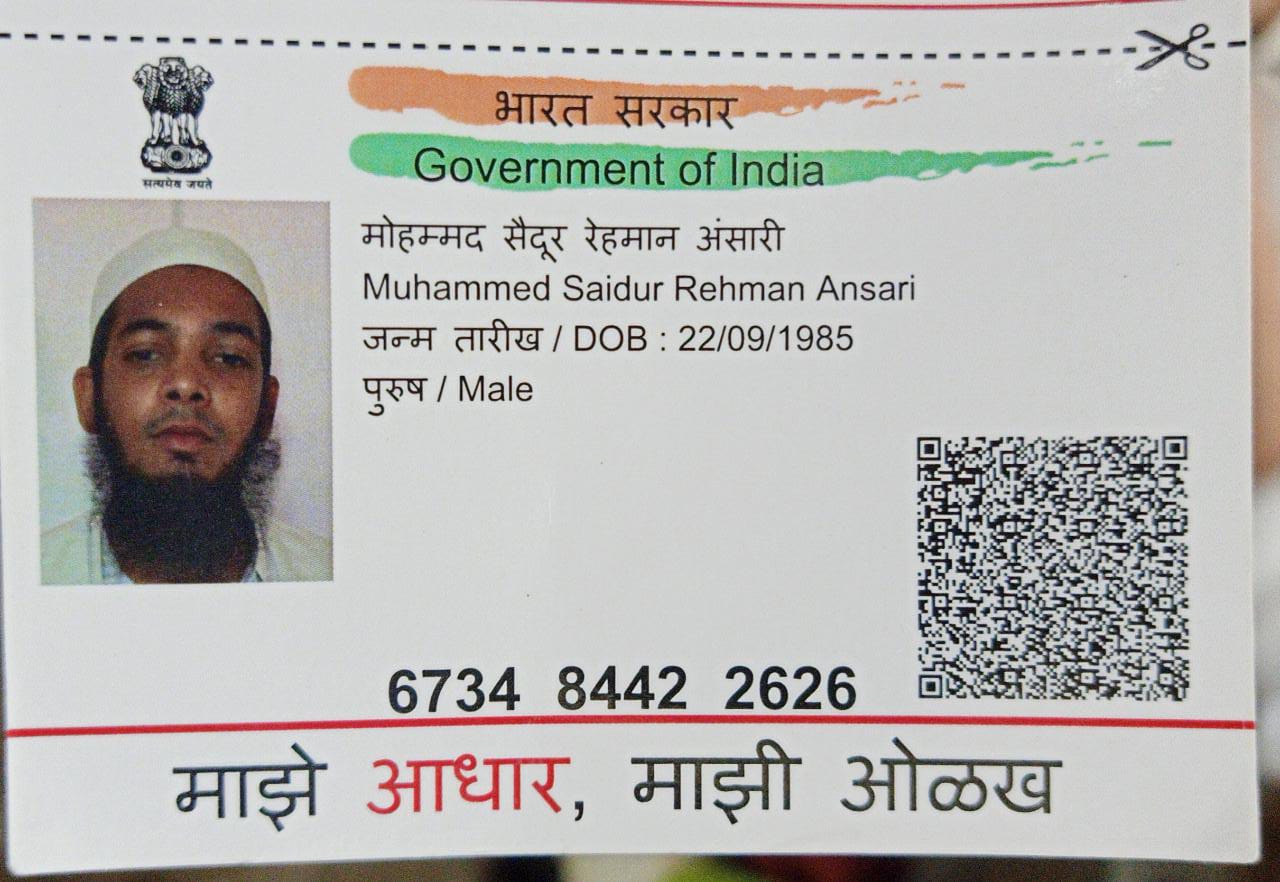 भारत सरकार
Government of India
सत्यमेव जयते
मोहम्मद सैदूर रेहमान अंसारी
Muhammed Saidur Rehman Ansari
जन्म तारीख / DOB : 22/09/1985
पुरुष / Male
6734 8442 2626
माझे आधार, माझी ओळख